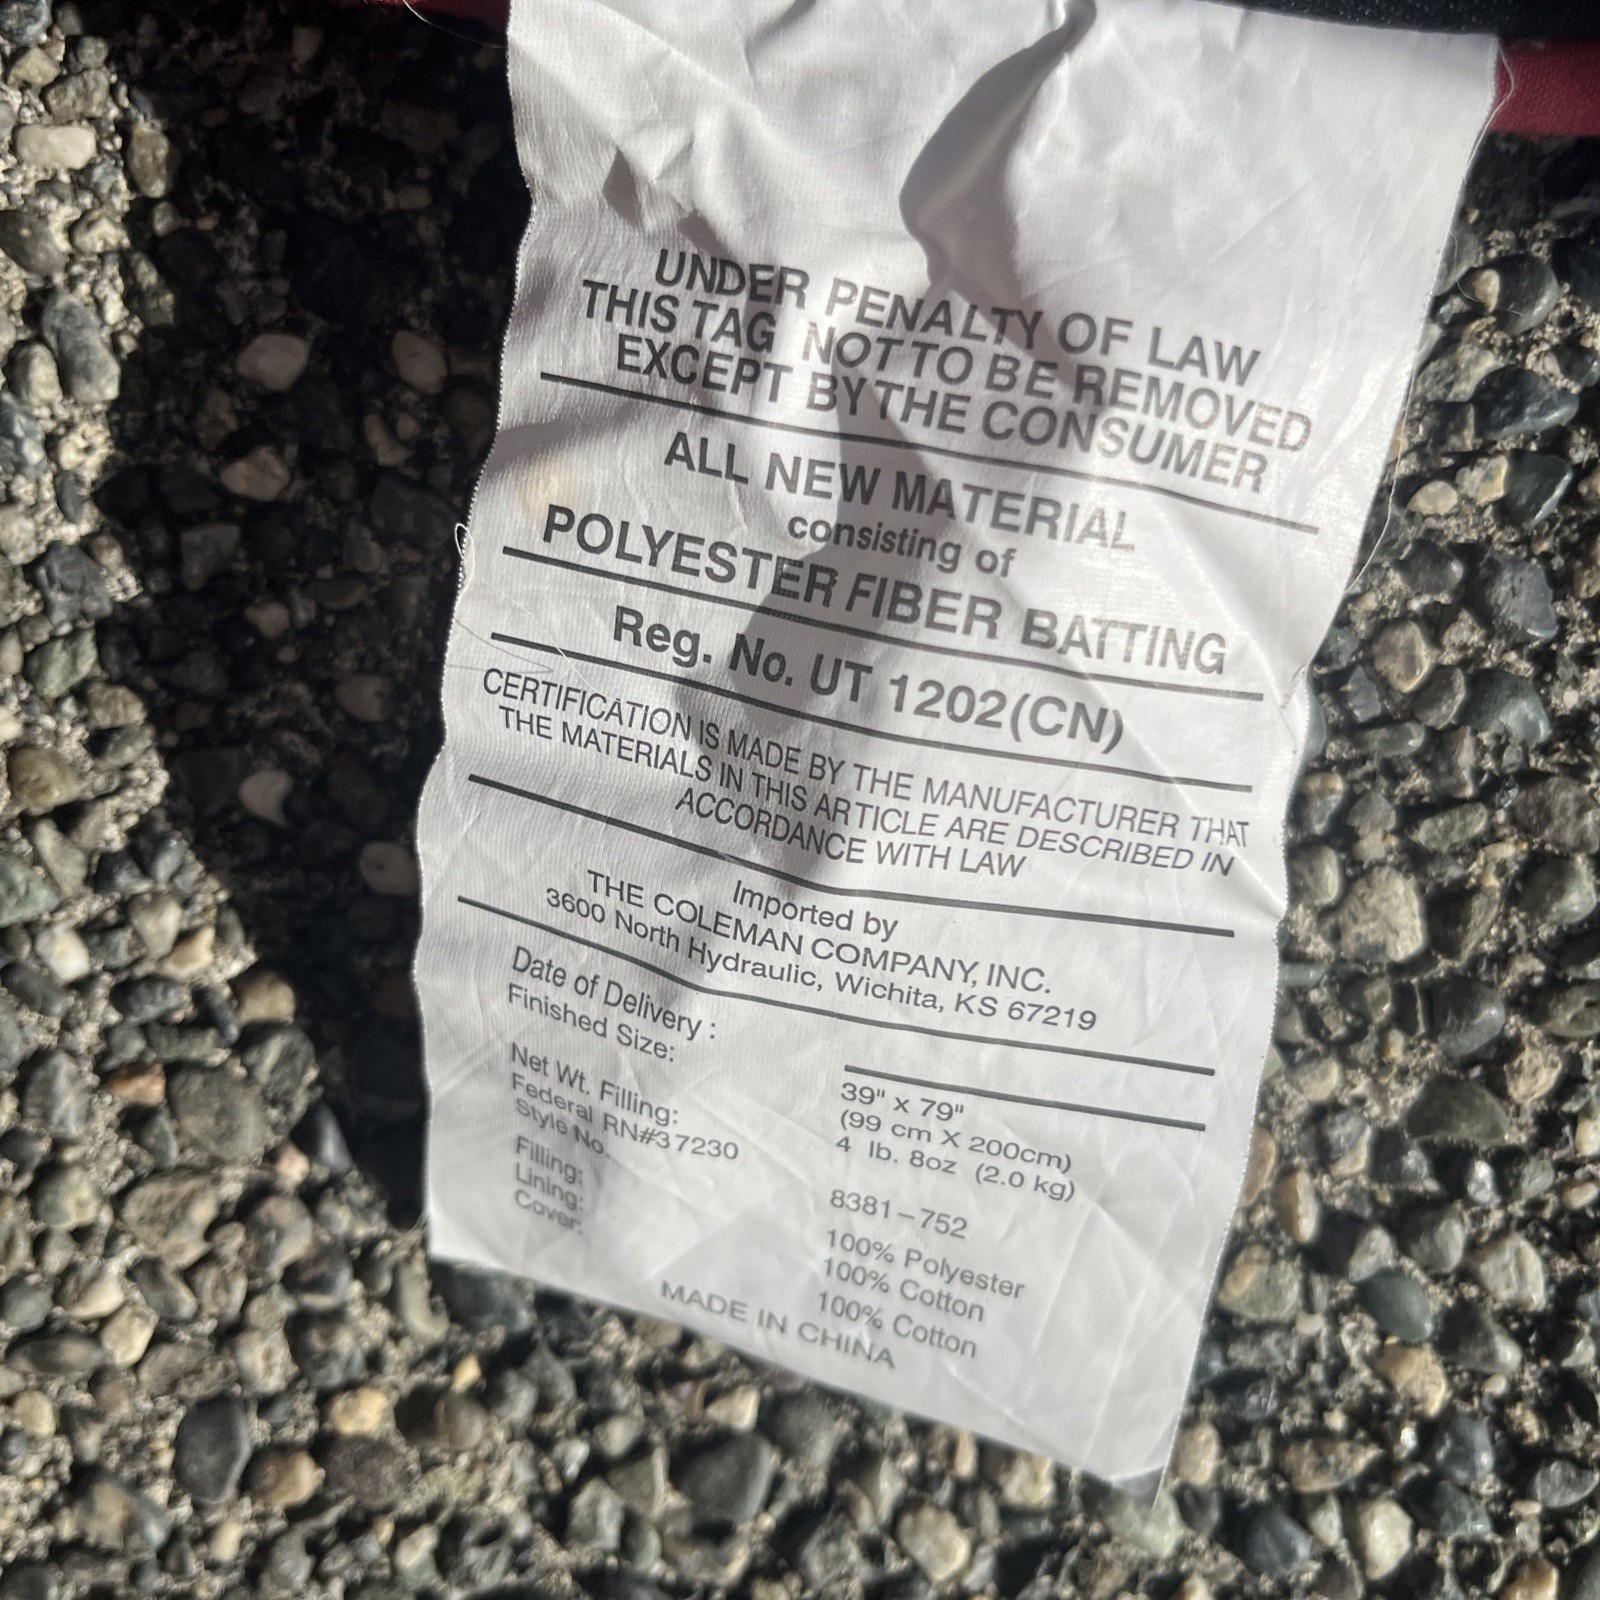 UNDER PENALTY OF LAW
THIS TAG NOT TO BE REMOVED
EXCEPT BY THE CONSUMER
ALL NEW MATERIAL
consisting of
POLYESTER FIBER BATTING
Reg. No. UT 1202(CN)
CERTIFICATION IS MADE BY THE MANUFACTURER THAT
THE MATERIALS IN THIS ARTICLE ARE DESCRIBED IN
ACCORDANCE WITH LAW
Imported by
THE COLEMAN COMPANY, INC.
3600 North Hydraulic, Wichita, KS 67219
Date of Delivery :
Finished Size: 39" x 79"
(99 cm X 200cm)
Net Wt. Filling: 4 lb. 8oz (2.0 kg)
Federal RN#37230
Style No. 8381-752
Filling: 100% Polyester
Lining: 100% Cotton
Cover: 100% Cotton
MADE IN CHINA